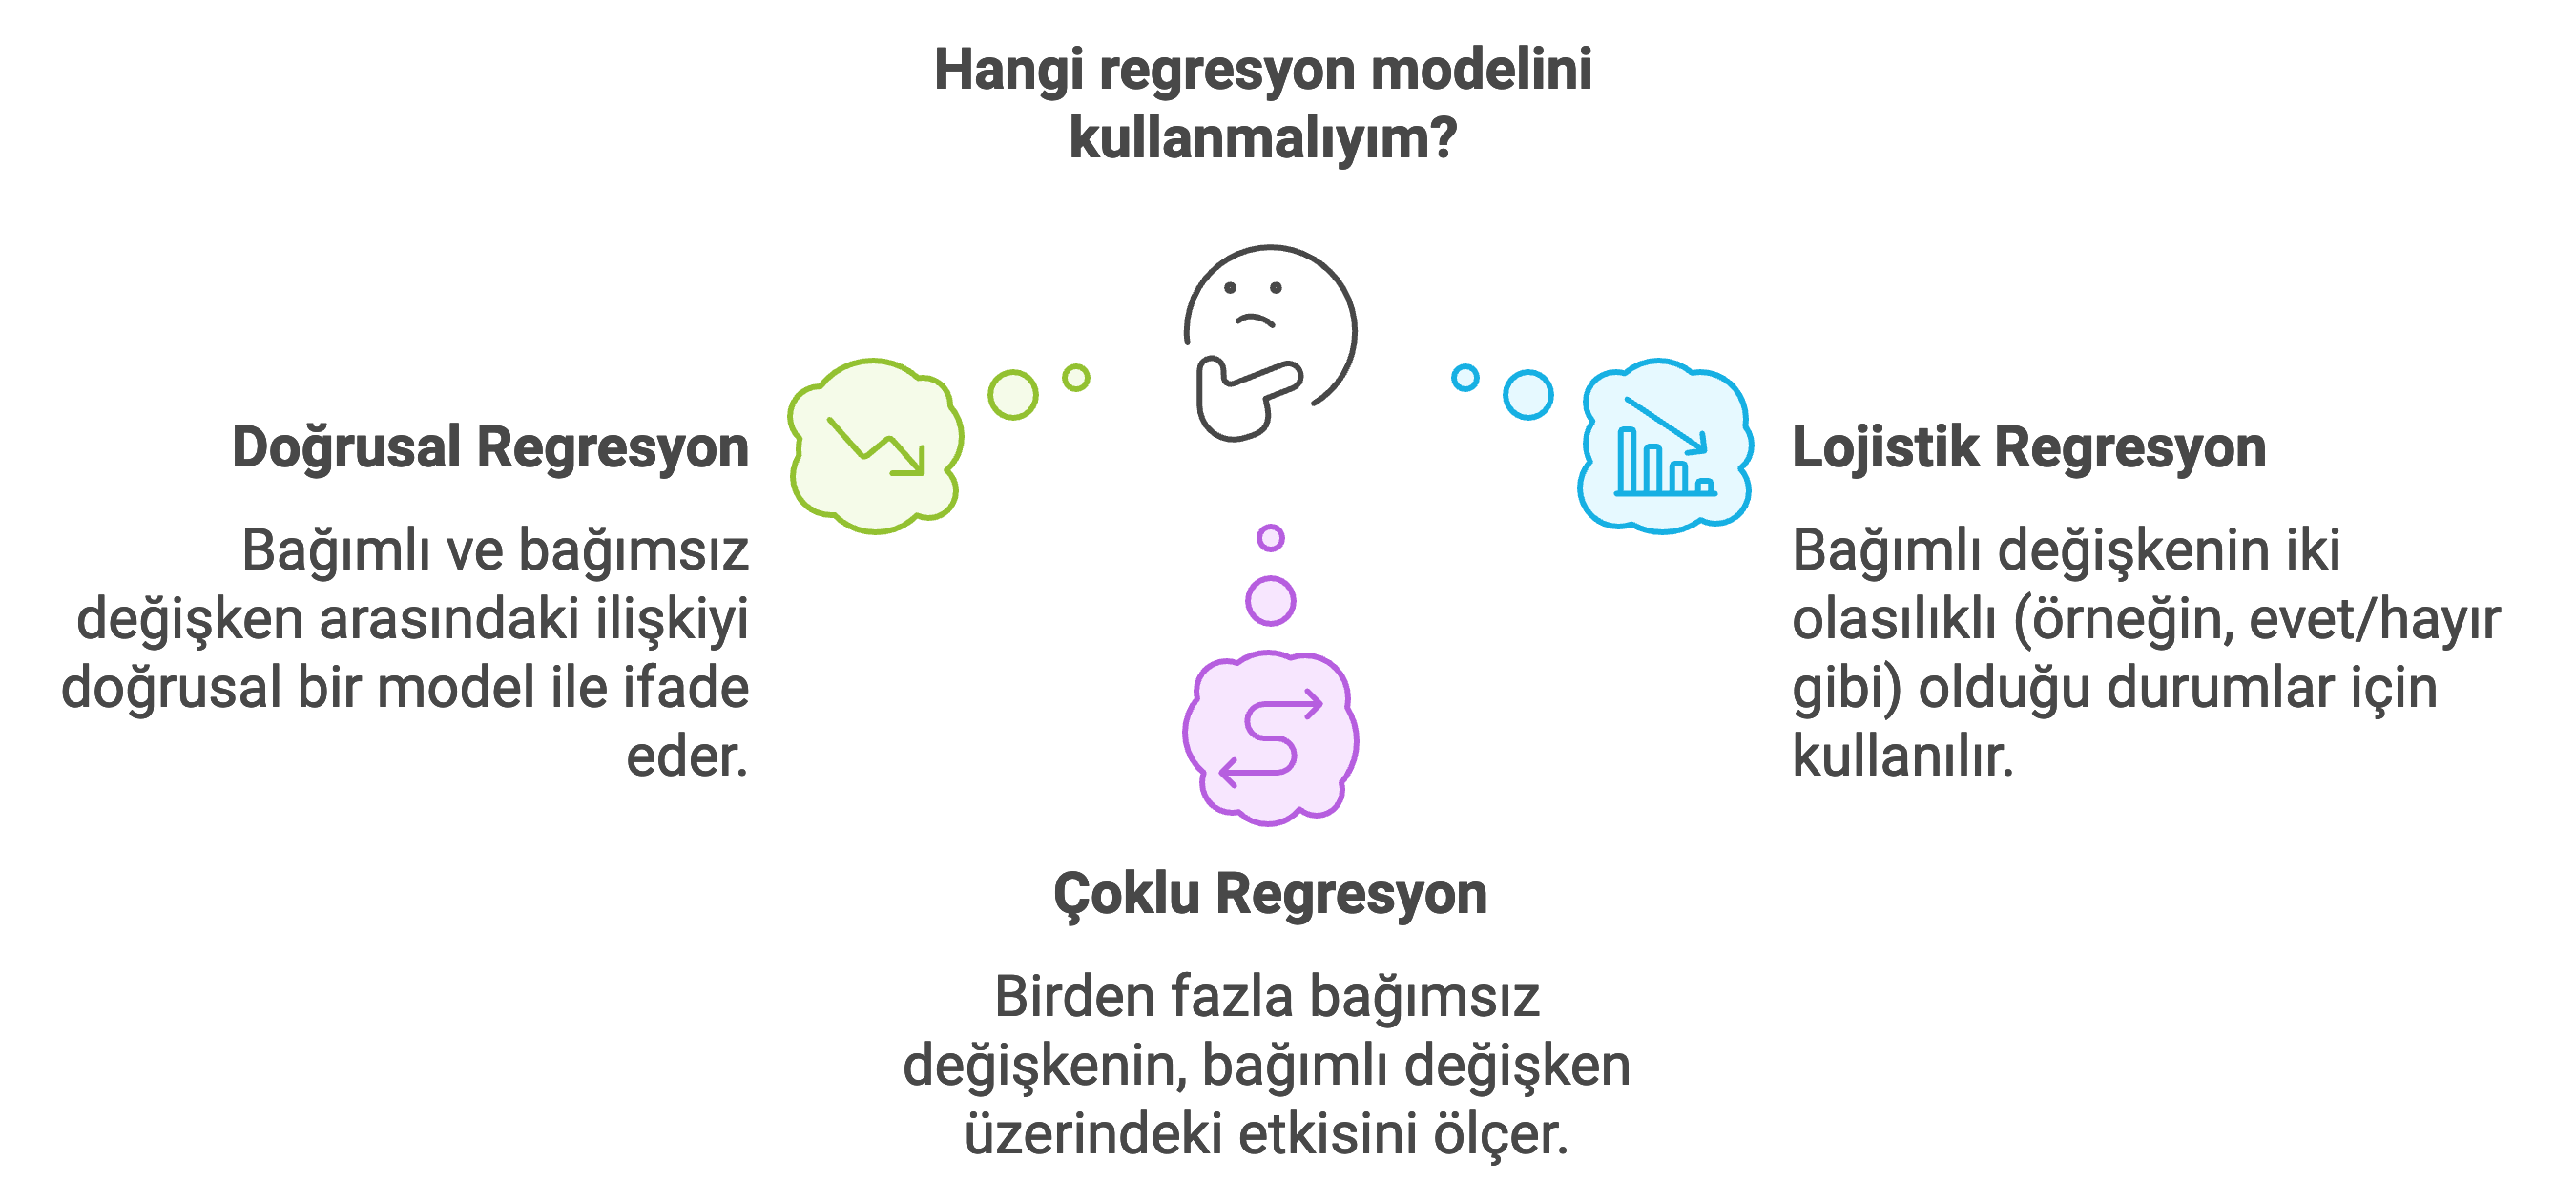 Hangi regresyon modelini
kullanmalıyım?
Doğrusal Regresyon
Bağımlı ve bağımsız
değişken arasındaki ilişkiyi
doğrusal bir model ile ifade
eder.
Lojistik Regresyon
Bağımlı değişkenin iki
olasılıklı (örneğin, evet/hayır
gibi) olduğu durumlar için
kullanılır.
Çoklu Regresyon
Birden fazla bağımsız
değişkenin, bağımlı değişken
üzerindeki etkisini ölçer.